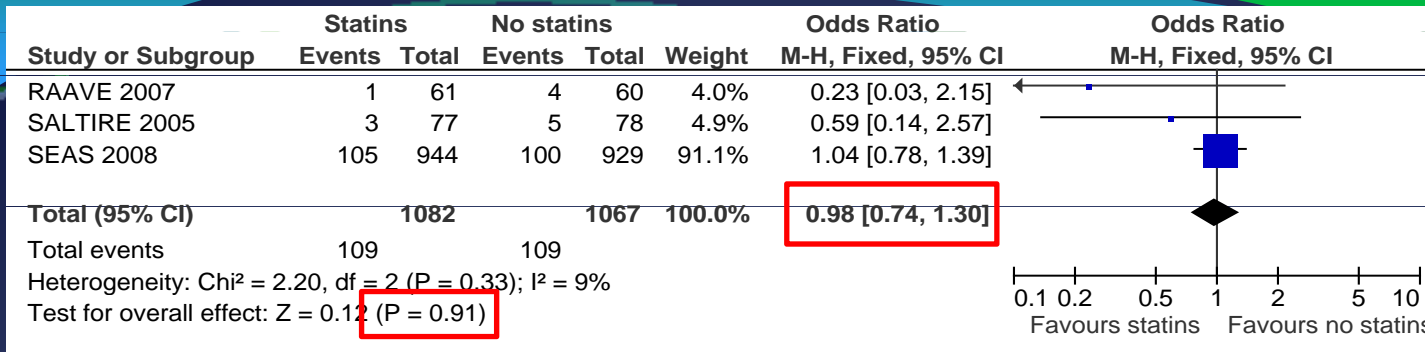 Statins No statins Odds Ratio Odds Ratio
Study or Subgroup Events Total Events Total Weight M-H, Fixed, 95% CI M-H, Fixed, 95% CI
RAAVE 2007 1 61 4 60 4.0% 0.23 [0.03, 2.15]
SALTIRE 2005 3 77 5 78 4.9% 0.59 [0.14, 2.57]
SEAS 2008 105 944 100 929 91.1% 1.04 [0.78, 1.39]
Total (95% CI) 1082 1067 100.0% 0.98 [0.74, 1.30]
Total events 109 109
Heterogeneity: Chi² = 2.20, df = 2 (P = 0.33); I² = 9%
Test for overall effect: Z = 0.12 (P = 0.91)
0.1 0.2 0.5 1 2 5 10
Favours statins Favours no statins